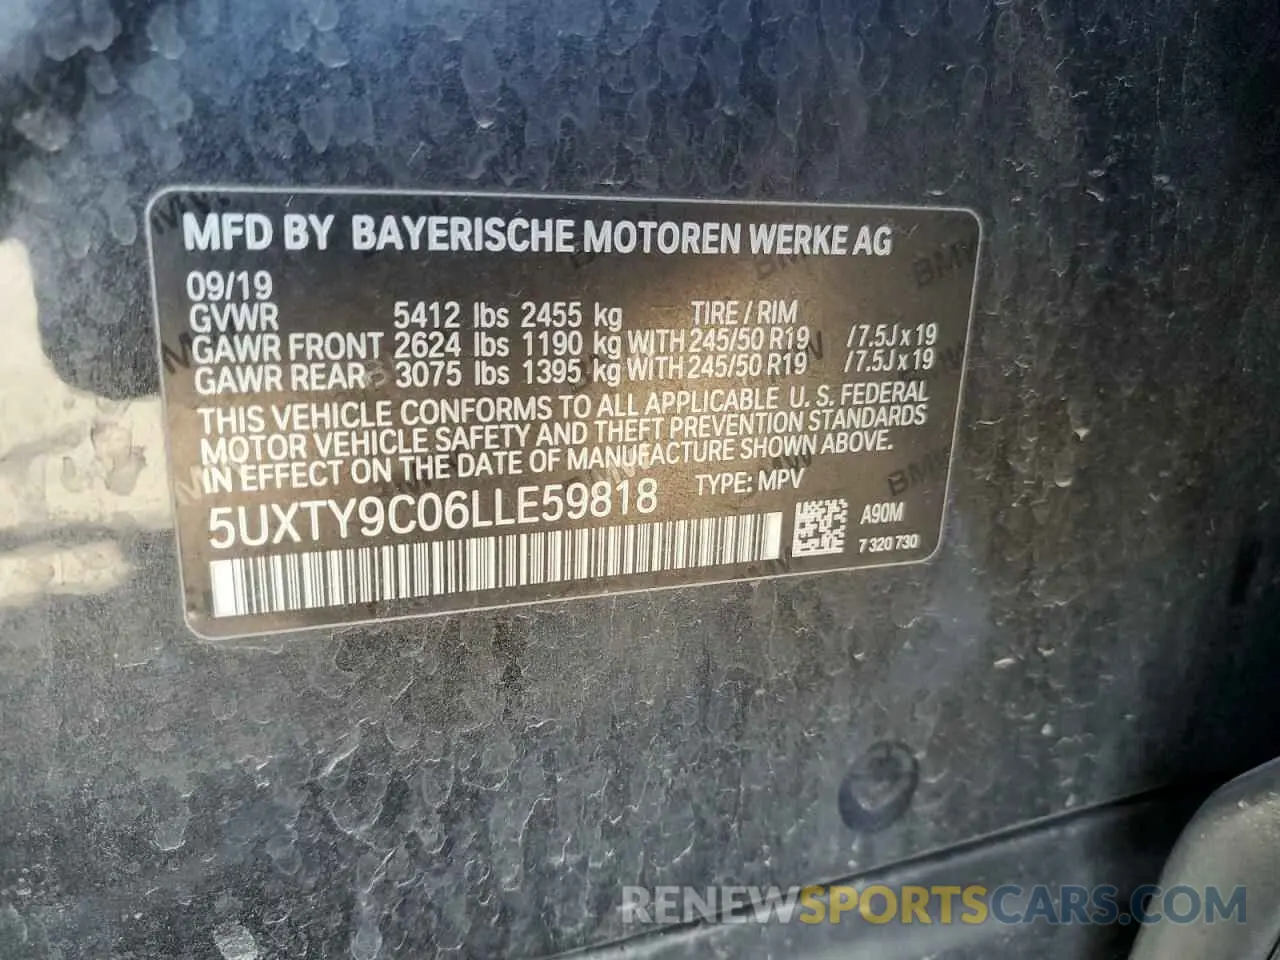 MFD BY BAYERISCHE MOTOREN WERKE AG
09/19
GVWR 5412 lbs 2455 kg TIRE / RIM
GAWR FRONT 2624 lbs 1190 kg WITH 245/50 R19 /7.5J x 19
GAWR REAR 3075 lbs 1395 kg WITH 245/50 R19 /7.5J x 19
THIS VEHICLE CONFORMS TO ALL APPLICABLE U. S. FEDERAL
MOTOR VEHICLE SAFETY AND THEFT PREVENTION STANDARDS
IN EFFECT ON THE DATE OF MANUFACTURE SHOWN ABOVE.
5UXTY9C06LLE59818 TYPE: MPV
A90M
7 320 730
RENEWSPORTSCARS.COM